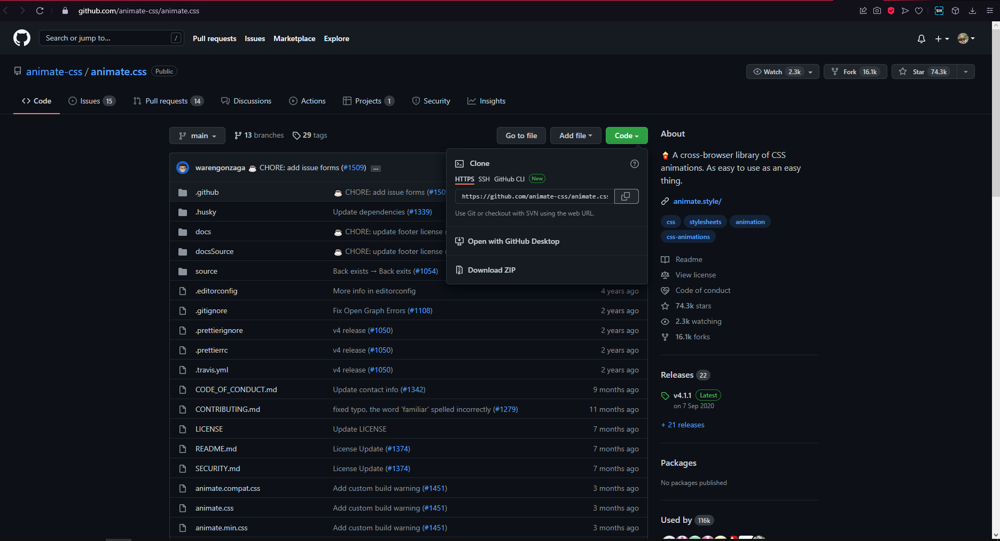 github.com/animate-css/animate.css
SIH
Search or jump to... /
Pull requests Issues Marketplace Explore
animate-css / animate.css Public
Watch 2.3k
Fork 16.1k
Star 74.3k
Code
Issues 15
Pull requests 14
Discussions
Actions
Projects 1
Security
Insights
main
13 branches
29 tags
Go to file
Add file
Code
warengonzaga ☕ CHORE: add issue forms (#1509) ...
.github ☕ CHORE: add issue forms (#150
.husky Update dependencies (#1339)
docs ☕ CHORE: update footer license
docsSource ☕ CHORE: update footer license
source Back exists → Back exits (#1054)
.editorconfig More info in editorconfig 4 years ago
.gitignore Fix Open Graph Errors (#1108) 2 years ago
.prettierignore v4 release (#1050) 2 years ago
.prettierrc v4 release (#1050) 2 years ago
.travis.yml v4 release (#1050) 2 years ago
CODE_OF_CONDUCT.md Update contact info (#1342) 9 months ago
CONTRIBUTING.md fixed typo, the word 'familiar' spelled incorrectly (#1279) 11 months ago
LICENSE Update LICENSE 7 months ago
README.md License Update (#1374) 7 months ago
SECURITY.md License Update (#1374) 7 months ago
animate.compat.css Add custom build warning (#1451) 3 months ago
animate.css Add custom build warning (#1451) 3 months ago
animate.min.css Add custom build warning (#1451) 3 months ago
Clone
HTTPS SSH GitHub CLI New
https://github.com/animate-css/animate.css
Use Git or checkout with SVN using the web URL.
Open with GitHub Desktop
Download ZIP
About
🍿 A cross-browser library of CSS
animations. As easy to use as an easy
thing.
animate.style/
css stylesheets animation
css-animations
Readme
View license
Code of conduct
74.3k stars
2.3k watching
16.1k forks
Releases 22
v4.1.1 Latest
on 7 Sep 2020
+ 21 releases
Packages
No packages published
Used by 116k